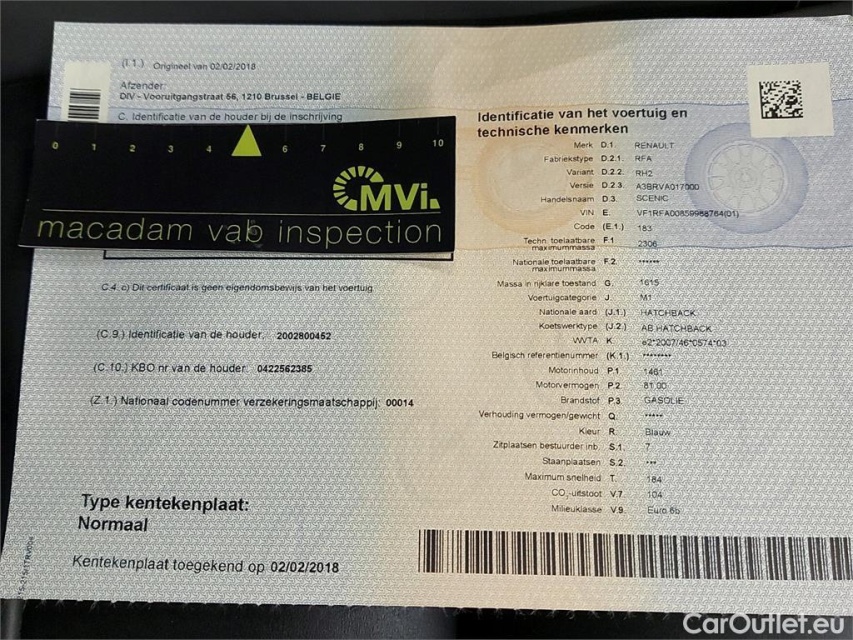 (I.1.) Origineel van 02/02/2018
Afzender:
DIV - Vooruitgangstraat 56, 1210 Brussel - BELGIE
C. Identificatie van de houder bij de inschrijving
0 1 2 3 4 6 7 8 9 10
MVi.
macadam vab inspection
C.4. c) Dit certificaat is geen eigendomsbewijs van het voertuig
(C.9.) Identificatie van de houder: 2002800452
(C.10.) KBO nr van de houder: 0422562385
(Z.1.) Nationaal codenummer verzekeringsmaatschappij: 00014
Type kentekenplaat:
Normaal
Kentekenplaat toegekend op 02/02/2018
Identificatie van het voertuig en
technische kenmerken
Merk D.1. RENAULT
Fabriekstype D.2.1. RFA
Variant D.2.2. RH2
Versie D.2.3. A3BRVA017000
Handelsnaam D.3. SCENIC
VIN E. VF1RFA00859968764(01)
Code (E.1.) 183
Techn. toelaatbare F.1 2306
maximummassa
Nationale toelaatbare F.2. ******
maximummassa
Massa in rijklare toestand G. 1615
Voertuigcategorie J. M1
Nationale aard (J.1.) HATCHBACK
Koetswerktype (J.2.) AB HATCHBACK
WVTA K. e2*2007/46*0574*03
Belgisch referentienummer (K.1.) ********
Motorinhoud P.1 1461
Motorvermogen P.2. 81.00
Brandstof P.3. GASOLIE
Verhouding vermogen/gewicht Q. *****
Kleur R. Blauw
Zitplaatsen bestuurder inb. S.1. 7
Staanplaatsen S.2. ***
Maximum snelheid T. 184
CO₂-uitstoot V.7. 104
Milieuklasse V.9. Euro 6b
CarOutlet.eu